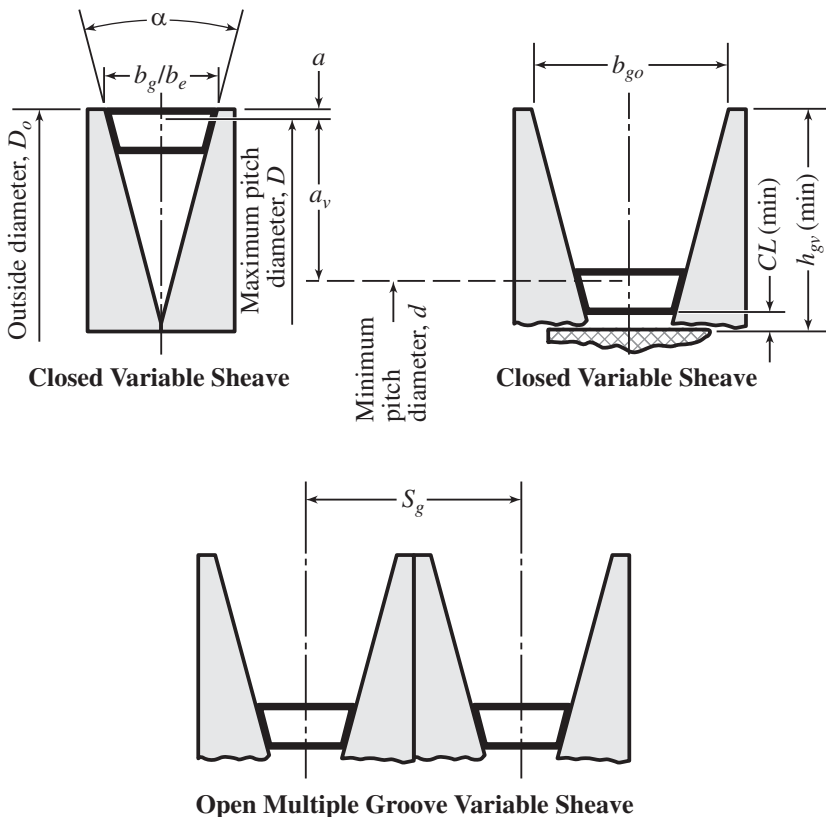 α
b_g/b_e
a
Outside diameter, D_o
Maximum pitch
diameter, D
a_v
Minimum
pitch
diameter, d
Closed Variable Sheave
b_go
CL (min)
h_gv (min)
Closed Variable Sheave
S_g
Open Multiple Groove Variable Sheave